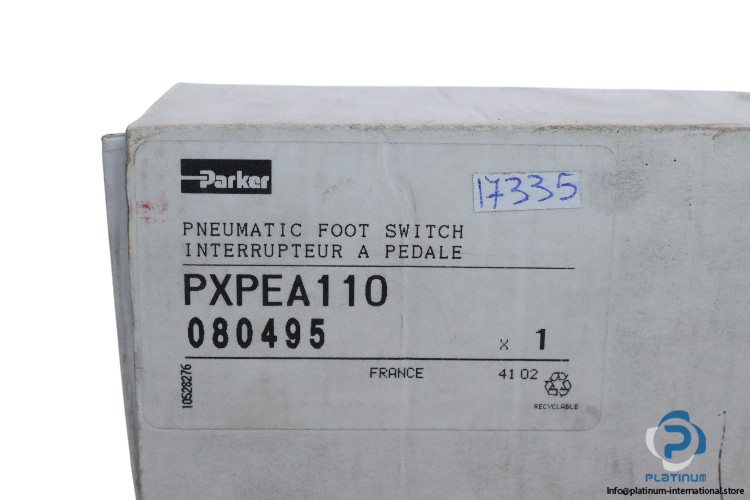 Parker
17335
PNEUMATIC FOOT SWITCH
INTERRUPTEUR A PEDALE
PXPEA110
080495 x 1
FRANCE 41 02
RECYCLABLE
10528276
P
PLATINUM
Info@platinum-international.store